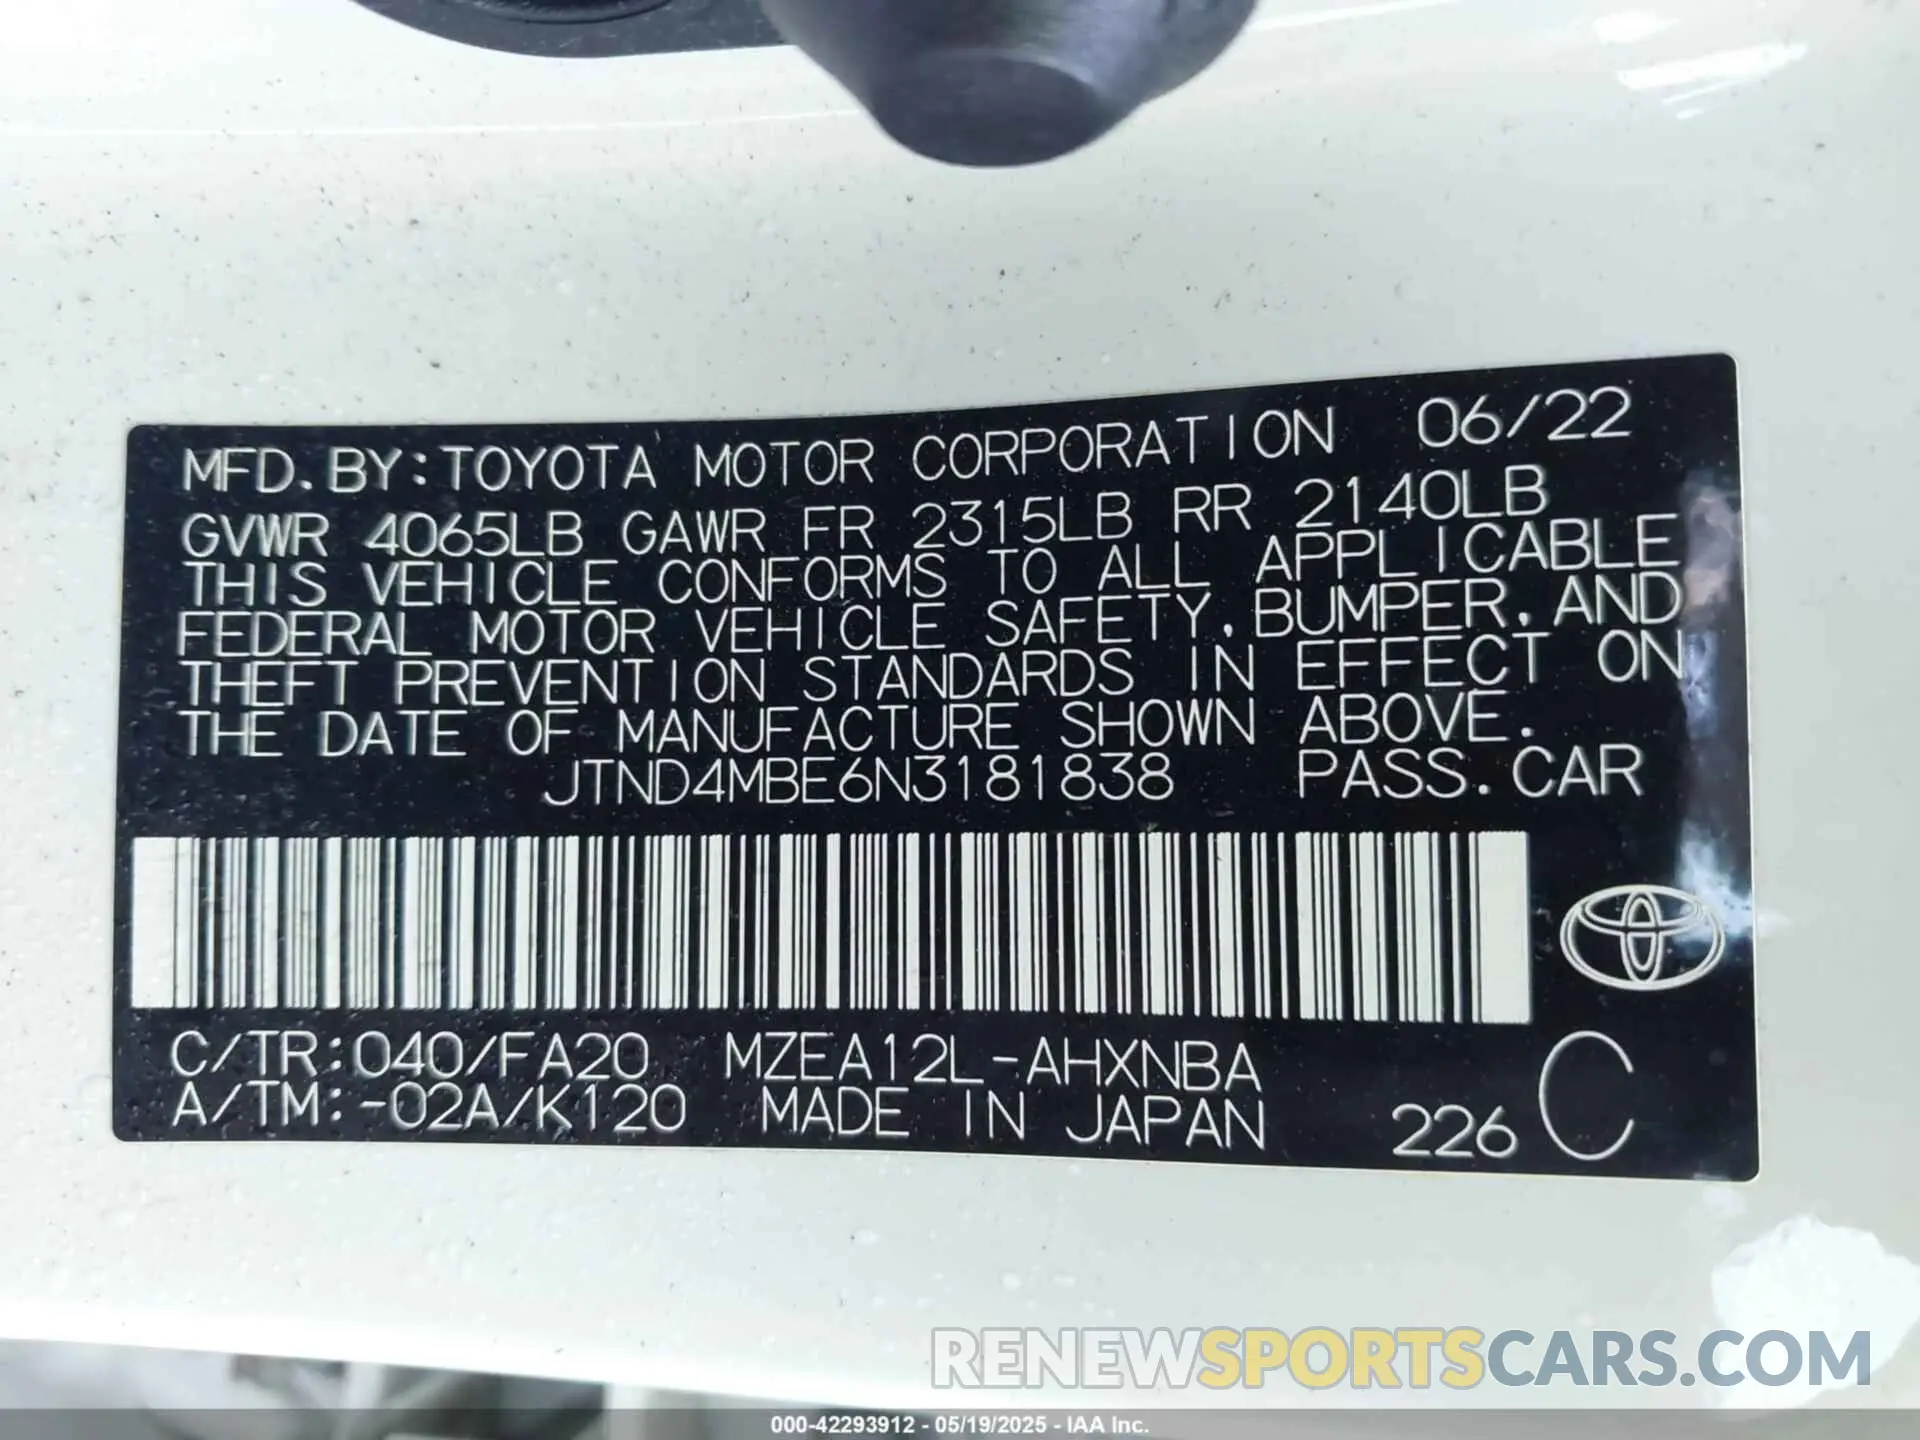 MFD.BY:TOYOTA MOTOR CORPORATION 06/22
GVWR 4065LB GAWR FR 2315LB RR 2140LB
THIS VEHICLE CONFORMS TO ALL APPLICABLE
FEDERAL MOTOR VEHICLE SAFETY, BUMPER, AND
THEFT PREVENTION STANDARDS IN EFFECT ON
THE DATE OF MANUFACTURE SHOWN ABOVE.
JTND4MBE6N3181838 PASS.CAR
C/TR:040/FA20 MZEA12L-AHXNBA
A/TM:-02A/K120 MADE IN JAPAN 226 C
RENEWSPORTSCARS.COM
000-42293912 - 05/19/2025 - IAA Inc.